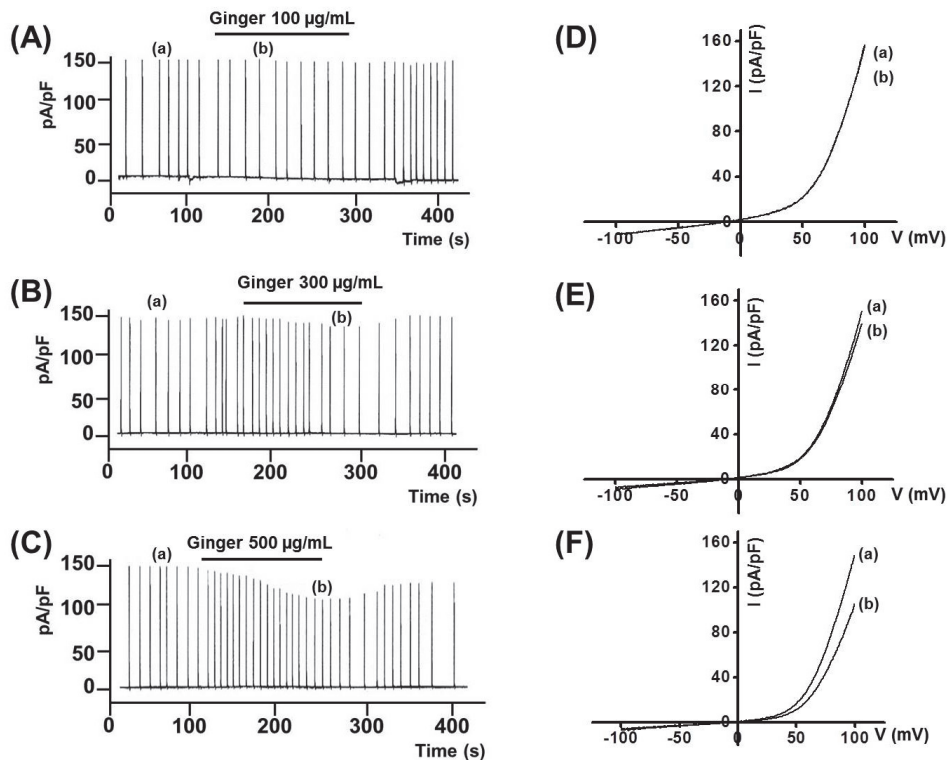 Ginger 100 µg/mL
(A)
(a)
(b)
150
100
50
0
pA/pF
0 100 200 300 400
Time (s)
(D)
160
120
80
40
I (pA/pF)
(a)
(b)
-100 -50 0 50 100 V (mV)
Ginger 300 µg/mL
(B)
(a)
(b)
150
100
50
0
pA/pF
0 100 200 300 400
Time (s)
(E)
160
120
80
40
I (pA/pF)
(a)
(b)
-100 -50 0 50 100 V (mV)
Ginger 500 µg/mL
(C)
(a)
(b)
150
100
50
0
pA/pF
0 100 200 300 400
Time (s)
(F)
160
120
80
40
0
I (pA/pF)
(a)
(b)
-100 -50 0 50 100 V (mV)